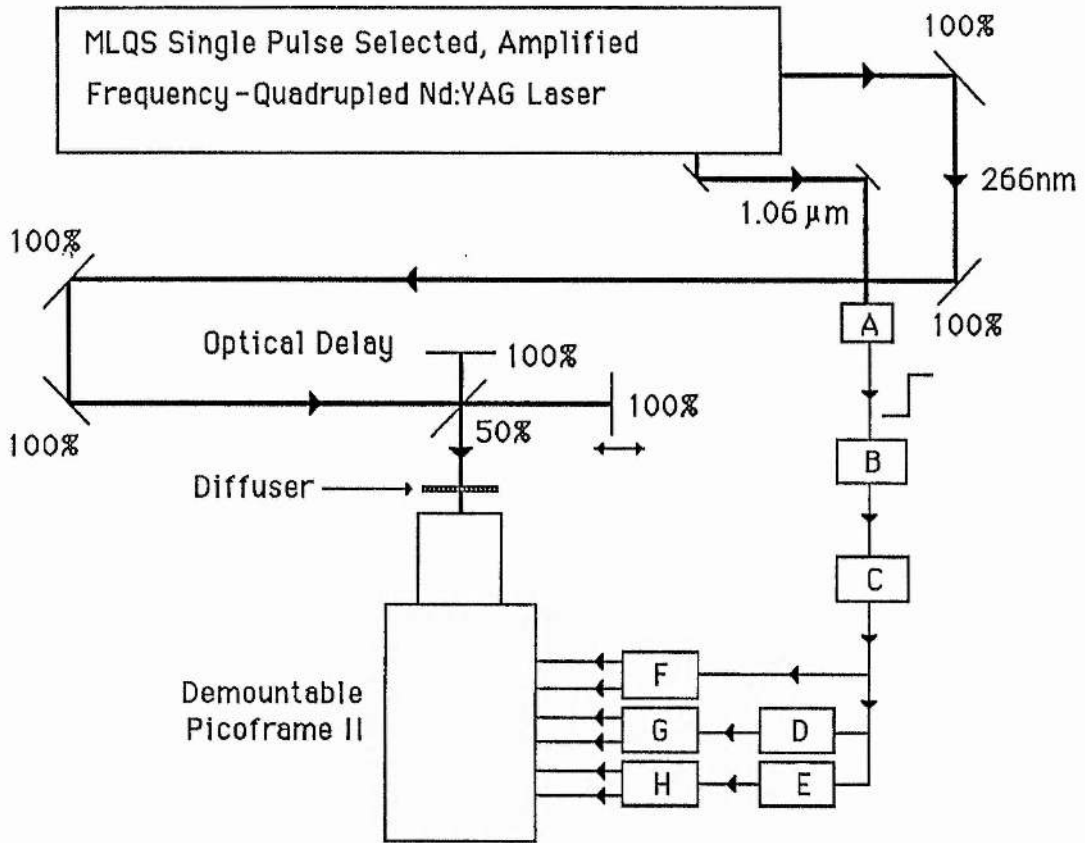 MLQS Single Pulse Selected, Amplified
Frequency-Quadrupled Nd:YAG Laser
100%
266nm
1.06 μm
100%
100%
A
Optical Delay
100%
100%
100%
50%
B
Diffuser
C
F
Demountable
Picoframe II
G
D
H
E